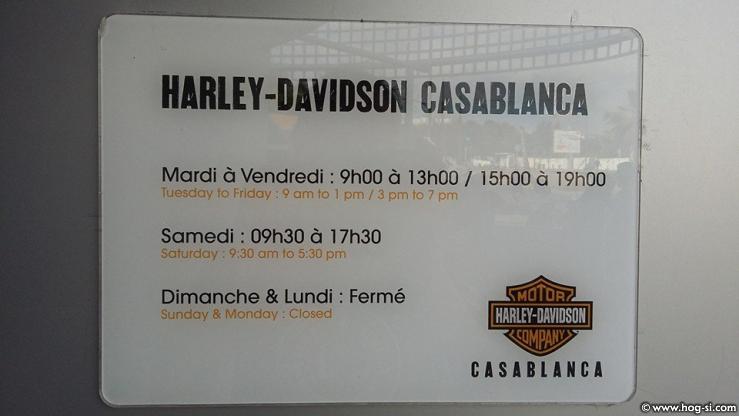 HARLEY-DAVIDSON CASABLANCA
Mardi à Vendredi : 9h00 à 13h00 / 15h00 à 19h00
Tuesday to Friday : 9 am to 1 pm / 3 pm to 7 pm
Samedi : 09h30 à 17h30
Saturday : 9:30 am to 5:30 pm
Dimanche & Lundi : Fermé
Sunday & Monday : Closed
MOTOR
HARLEY-DAVIDSON
COMPANY
CASABLANCA
© www.hog-si.com